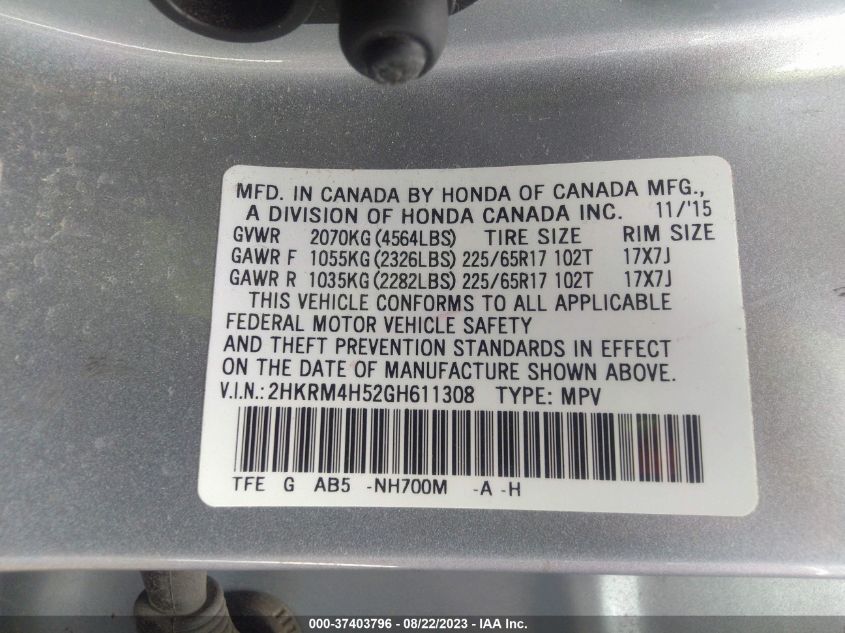 MFD. IN CANADA BY HONDA OF CANADA MFG.,
A DIVISION OF HONDA CANADA INC. 11/'15
GVWR 2070KG (4564LBS) TIRE SIZE RIM SIZE
GAWR F 1055KG (2326LBS) 225/65R17 102T 17X7J
GAWR R 1035KG (2282LBS) 225/65R17 102T 17X7J
THIS VEHICLE CONFORMS TO ALL APPLICABLE
FEDERAL MOTOR VEHICLE SAFETY
AND THEFT PREVENTION STANDARDS IN EFFECT
ON THE DATE OF MANUFACTURE SHOWN ABOVE.
V.I.N.: 2HKRM4H52GH611308 TYPE: MPV
TFE G AB5 -NH700M -A -H
000-37403796 - 08/22/2023 - IAA Inc.